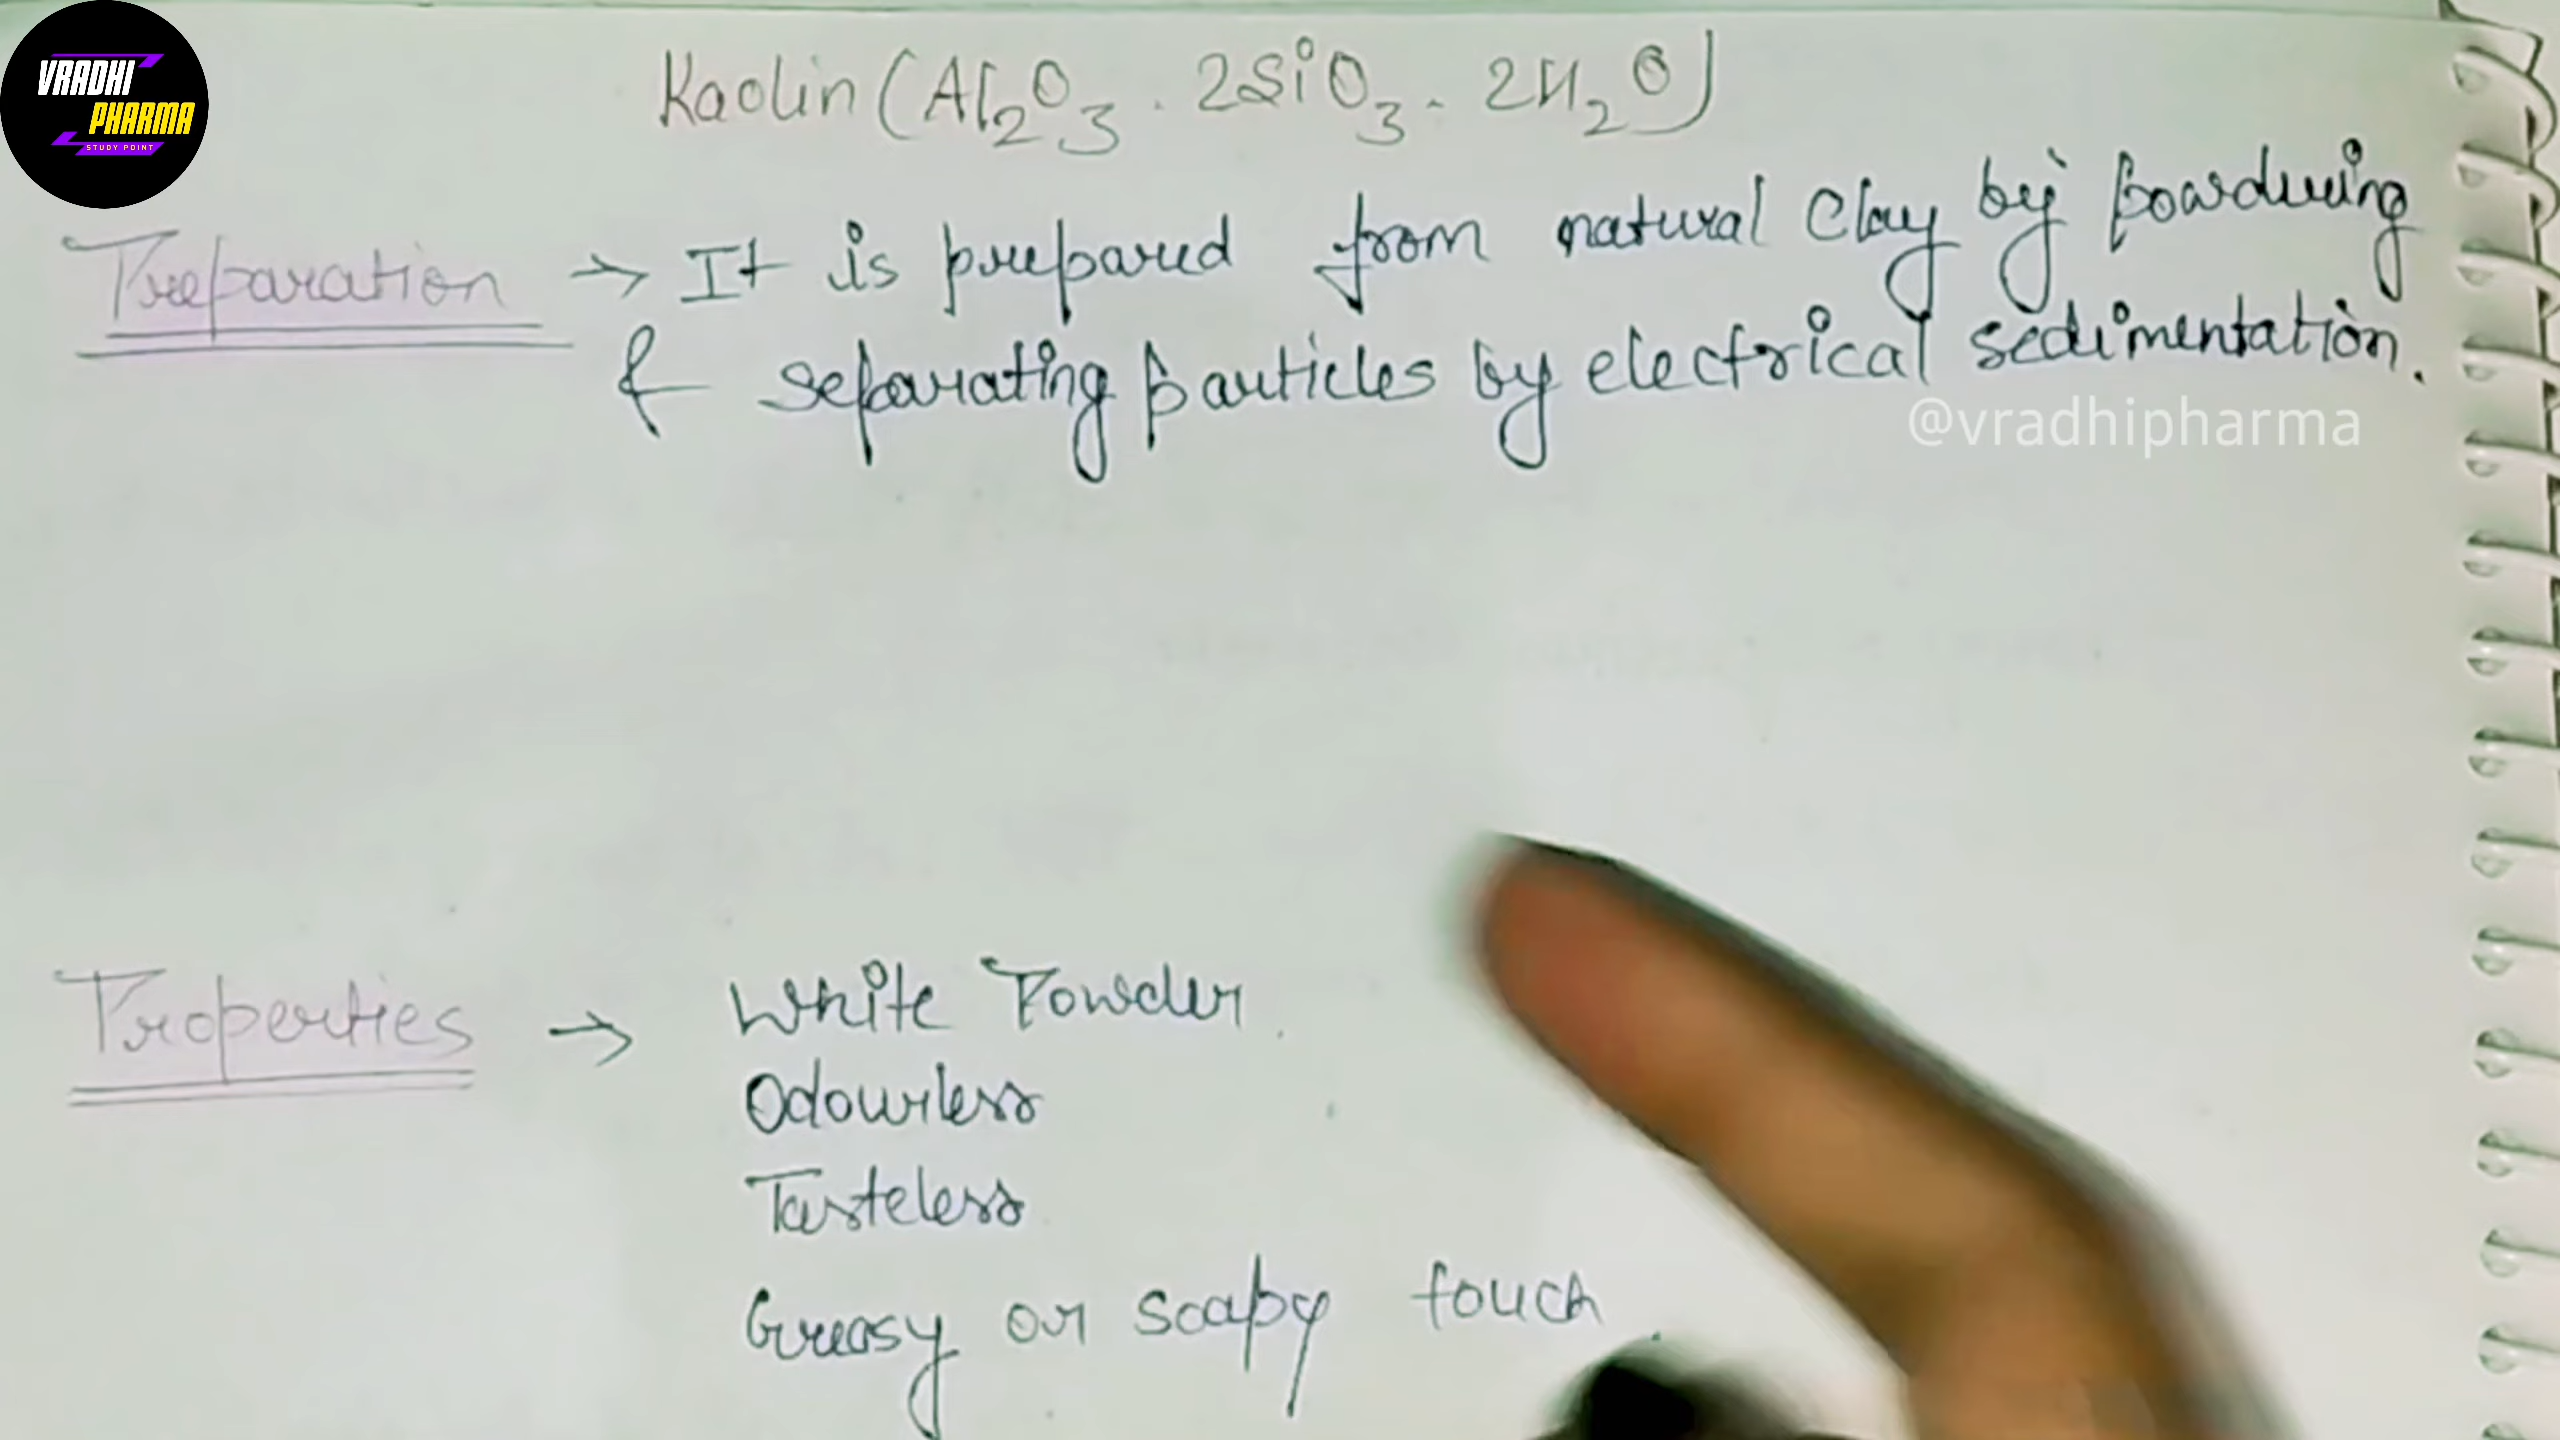 VRADHI
PHARMA
STUDY POINT
Kaolin (Al₂O₃ . 2SiO₃ . 2H₂O)
Preparation → It is prepared from natural Clay by
& separating particles by electrical sedimentation.
@vradhipharma
Properties → White Powder
Odourless
Tasteless
Greasy or soapy touch